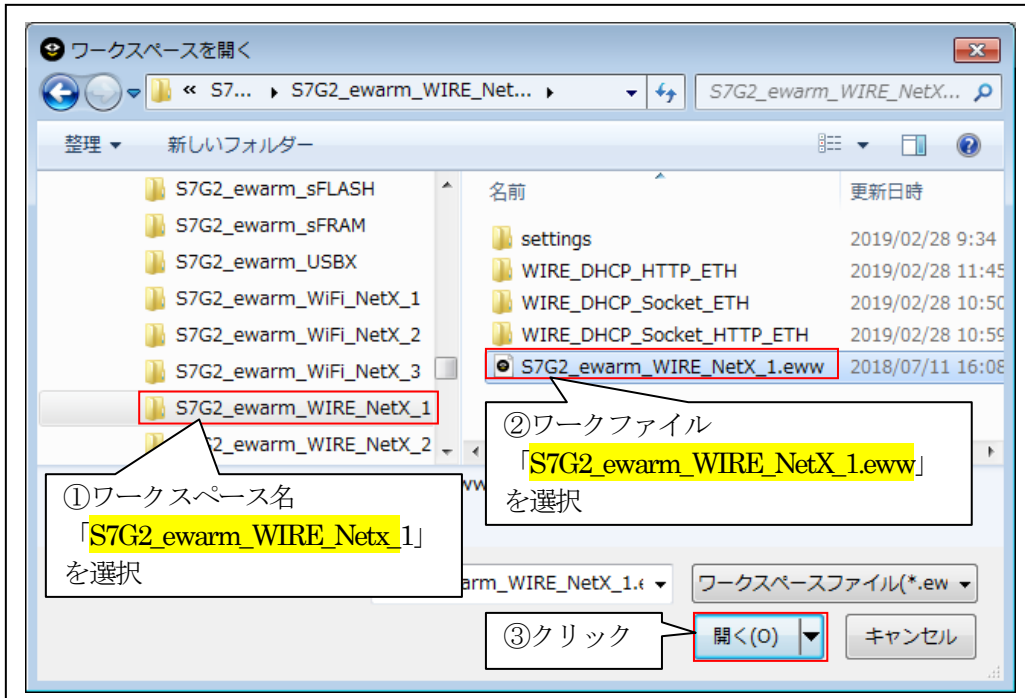 ワークスペースを開く
« S7... ▸ S7G2_ewarm_WIRE_Net... ▸
S7G2_ewarm_WIRE_NetX...
整理 ▼ 新しいフォルダー
S7G2_ewarm_sFLASH
S7G2_ewarm_sFRAM
S7G2_ewarm_USBX
S7G2_ewarm_WiFi_NetX_1
S7G2_ewarm_WiFi_NetX_2
S7G2_ewarm_WiFi_NetX_3
S7G2_ewarm_WIRE_NetX_1
2_ewarm_WIRE_NetX_2
名前 更新日時
settings 2019/02/28 9:34
WIRE_DHCP_HTTP_ETH 2019/02/28 11:45
WIRE_DHCP_Socket_ETH 2019/02/28 10:50
WIRE_DHCP_Socket_HTTP_ETH 2019/02/28 10:59
S7G2_ewarm_WIRE_NetX_1.eww 2018/07/11 16:08
①ワークスペース名
「S7G2_ewarm_WIRE_Netx_1」
を選択
②ワークファイル
「S7G2_ewarm_WIRE_NetX_1.eww」
を選択
arm_WIRE_NetX_1.e
ワークスペースファイル(*.ew
③クリック
開く(O)
キャンセル